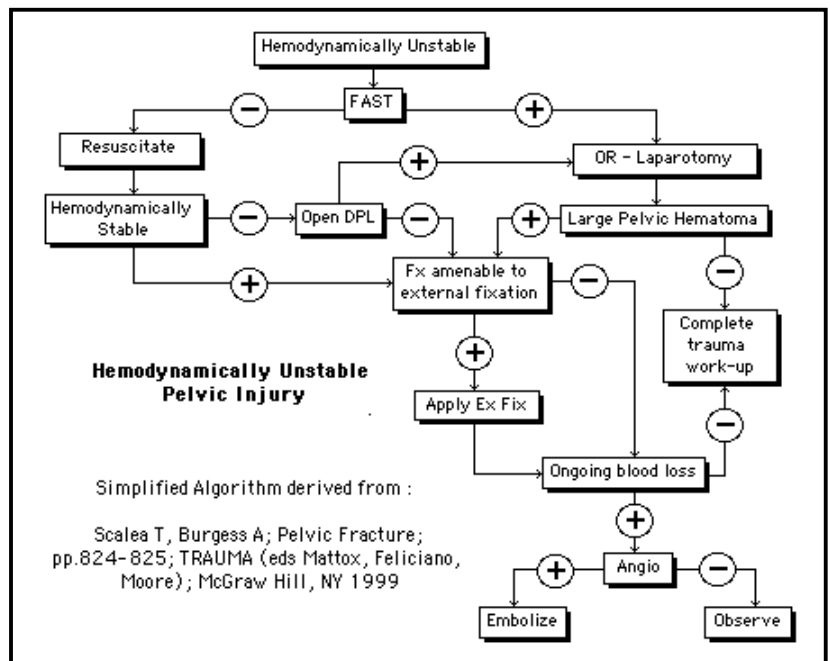 Hemodynamically Unstable
FAST
−
+
Resuscitate
+
OR - Laparotomy
Hemodynamically
Stable
−
Open DPL
−
+
Large Pelvic Hematoma
+
Fx amenable to
external fixation
−
−
Complete
trauma
work-up
+
Hemodynamically Unstable
Pelvic Injury
.
Apply Ex Fix
−
Ongoing blood loss
Simplified Algorithm derived from :
Scalea T, Burgess A; Pelvic Fracture;
pp.824-825; TRAUMA (eds Mattox, Feliciano,
Moore); McGraw Hill, NY 1999
+
+
Angio
−
Embolize
Observe